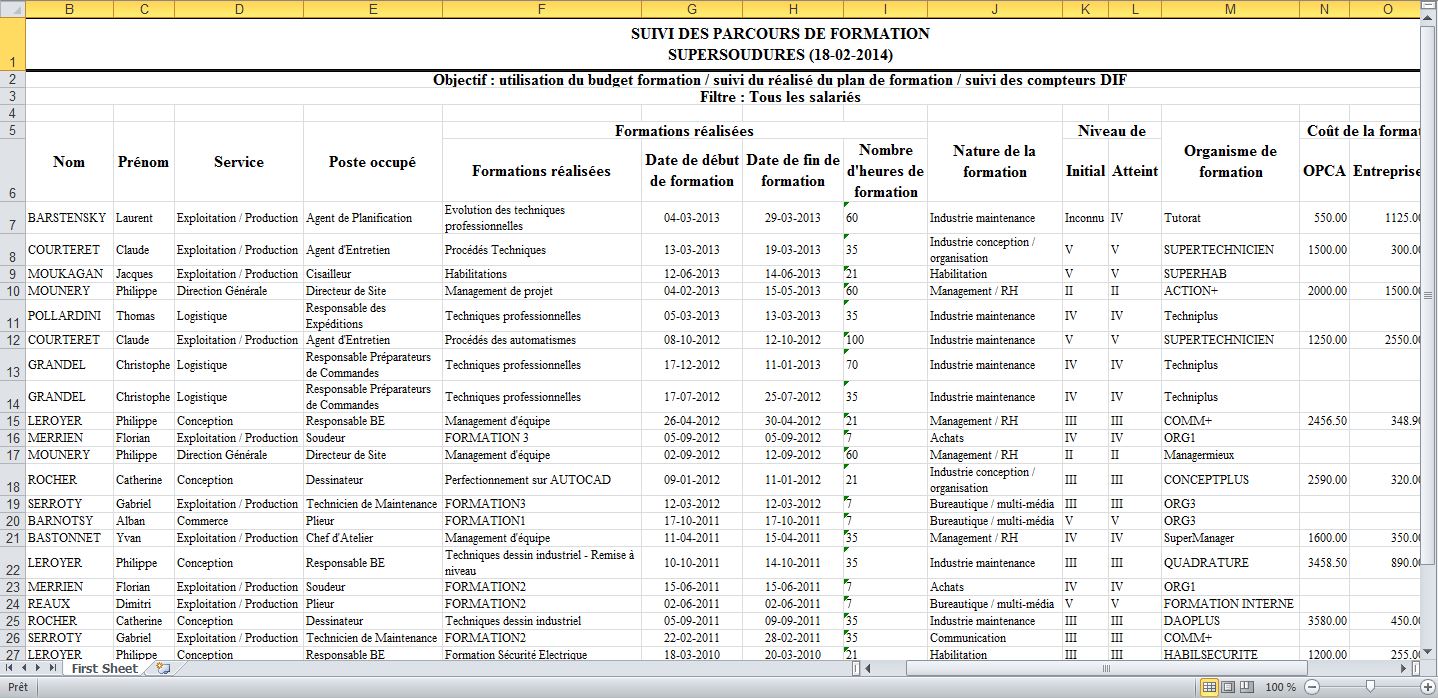 B C D E F G H I J K L M N O
1 SUIVI DES PARCOURS DE FORMATION
SUPERSOUDURES (18-02-2014)
2 Objectif : utilisation du budget formation / suivi du réalisé du plan de formation / suivi des compteurs DIF
3 Filtre : Tous les salariés
4
5 Formations réalisées Niveau de Coût de la format
6 Nom Prénom Service Poste occupé Formations réalisées Date de début de formation Date de fin de formation Nombre d'heures de formation Nature de la formation Initial Atteint Organisme de formation OPCA Entreprise
7 BARSTENSKY Laurent Exploitation / Production Agent de Planification Evolution des techniques professionnelles 04-03-2013 29-03-2013 60 Industrie maintenance Inconnu IV Tutorat 550.00 1125.00
8 COURTERET Claude Exploitation / Production Agent d'Entretien Procédés Techniques 13-03-2013 19-03-2013 35 Industrie conception / organisation V V SUPERTECHNICIEN 1500.00 300.00
9 MOUKAGAN Jacques Exploitation / Production Cisailleur Habilitations 12-06-2013 14-06-2013 21 Habilitation V V SUPERHAB
10 MOUNERY Philippe Direction Générale Directeur de Site Management de projet 04-02-2013 15-05-2013 60 Management / RH II II ACTION+ 2000.00 1500.00
11 POLLARDINI Thomas Logistique Responsable des Expéditions Techniques professionnelles 05-03-2013 13-03-2013 35 Industrie maintenance IV IV Techniplus
12 COURTERET Claude Exploitation / Production Agent d'Entretien Procédés des automatismes 08-10-2012 12-10-2012 100 Industrie maintenance V V SUPERTECHNICIEN 1250.00 2550.00
13 GRANDEL Christophe Logistique Responsable Préparateurs de Commandes Techniques professionnelles 17-12-2012 11-01-2013 70 Industrie maintenance IV IV Techniplus
14 GRANDEL Christophe Logistique Responsable Préparateurs de Commandes Techniques professionnelles 17-07-2012 25-07-2012 35 Industrie maintenance IV IV Techniplus
15 LEROYER Philippe Conception Responsable BE Management d'équipe 26-04-2012 30-04-2012 21 Management / RH III III COMM+ 2456.50 348.90
16 MERRIEN Florian Exploitation / Production Soudeur FORMATION 3 05-09-2012 05-09-2012 7 Achats IV IV ORG1
17 MOUNERY Philippe Direction Générale Directeur de Site Management d'équipe 02-09-2012 12-09-2012 60 Management / RH II II Managermieux
18 ROCHER Catherine Conception Dessinateur Perfectionnement sur AUTOCAD 09-01-2012 11-01-2012 21 Industrie conception / organisation III III CONCEPTPLUS 2590.00 320.00
19 SERROTY Gabriel Exploitation / Production Technicien de Maintenance FORMATION3 12-03-2012 12-03-2012 7 Bureautique / multi-média III III ORG3
20 BARNOTSY Alban Commerce Plieur FORMATION1 17-10-2011 17-10-2011 7 Bureautique / multi-média V V ORG3
21 BASTONNET Yvan Exploitation / Production Chef d'Atelier Management d'équipe 11-04-2011 15-04-2011 35 Management / RH IV IV SuperManager 1600.00 350.00
22 LEROYER Philippe Conception Responsable BE Techniques dessin industriel - Remise à niveau 10-10-2011 14-10-2011 35 Industrie maintenance III III QUADRATURE 3458.50 890.00
23 MERRIEN Florian Exploitation / Production Soudeur FORMATION2 15-06-2011 15-06-2011 7 Achats IV IV ORG1
24 REAUX Dimitri Exploitation / Production Plieur FORMATION2 02-06-2011 02-06-2011 7 Bureautique / multi-média V V FORMATION INTERNE
25 ROCHER Catherine Conception Dessinateur Techniques dessin industriel 05-09-2011 09-09-2011 35 Industrie maintenance III III DAOPLUS 3580.00 450.00
26 SERROTY Gabriel Exploitation / Production Technicien de Maintenance FORMATION2 22-02-2011 28-02-2011 35 Communication III III COMM+
27 LEROYER Philippe Conception Responsable BE Formation Sécurité Electrique 18-03-2010 20-03-2010 21 Habilitation III III HABILSECURITE 1200.00 255.00
First Sheet
Prêt 100 %